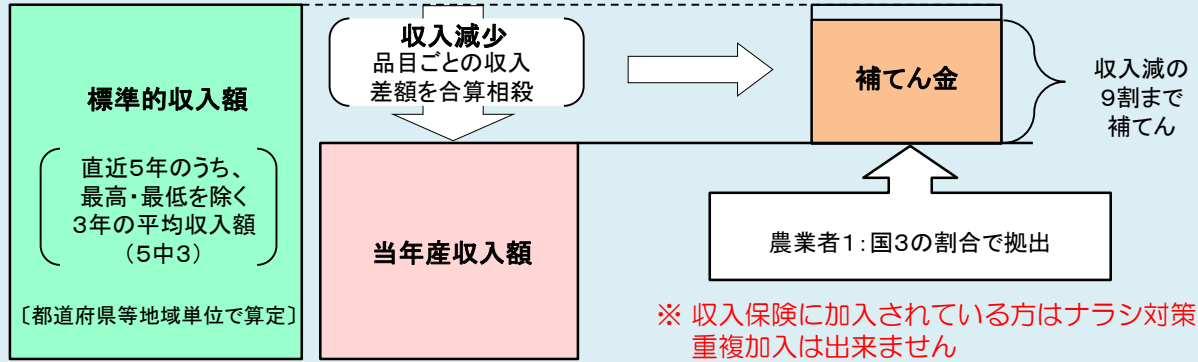 標準的収入額
直近5年のうち、
最高・最低を除く
3年の平均収入額
(5中3)
〔都道府県等地域単位で算定〕
収入減少
品目ごとの収入
差額を合算相殺
当年産収入額
補てん金
収入減の
9割まで
補てん
農業者1:国3の割合で拠出
※ 収入保険に加入されている方はナラシ対策
重複加入は出来ません